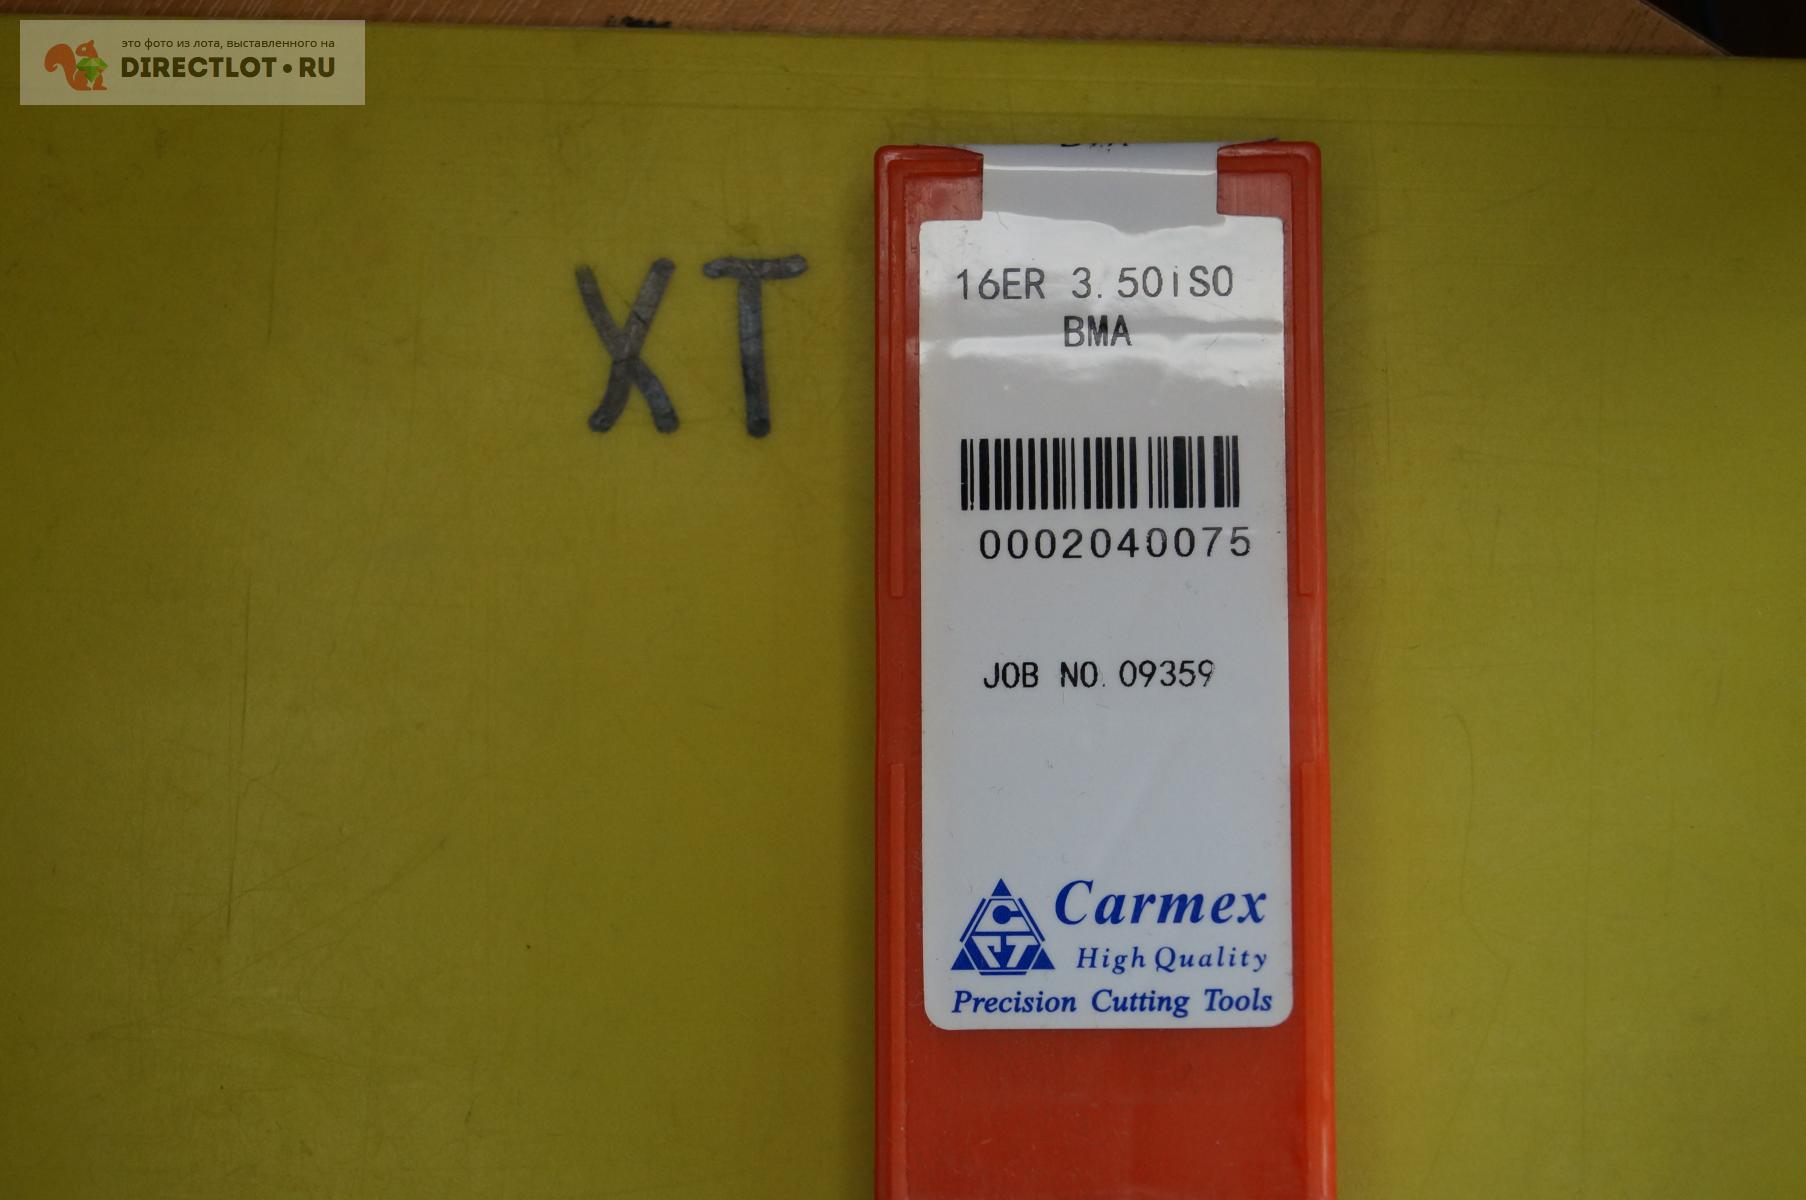 это фото из лота, выставленного на
DIRECTLOT.RU
XT
16ER 3.50iSO
BMA
0002040075
JOB NO. 09359
Carmex
High Quality
Precision Cutting Tools